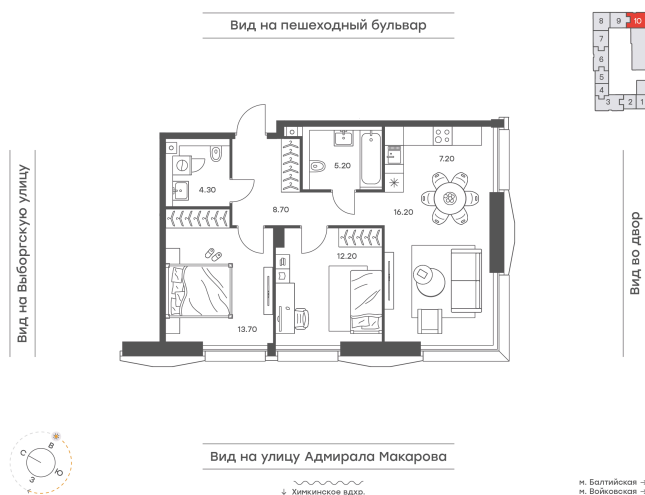 Вид на пешеходный бульвар
8
9
10
7
6
5
4
3
2
1
Вид на Выборгскую улицу
4.30
5.20
7.20
8.70
16.20
12.20
13.70
Вид во двор
С
В
Ю
З
Вид на улицу Адмирала Макарова
↓ Химкинское вдхр.
м. Балтийская →
м. Войковская →